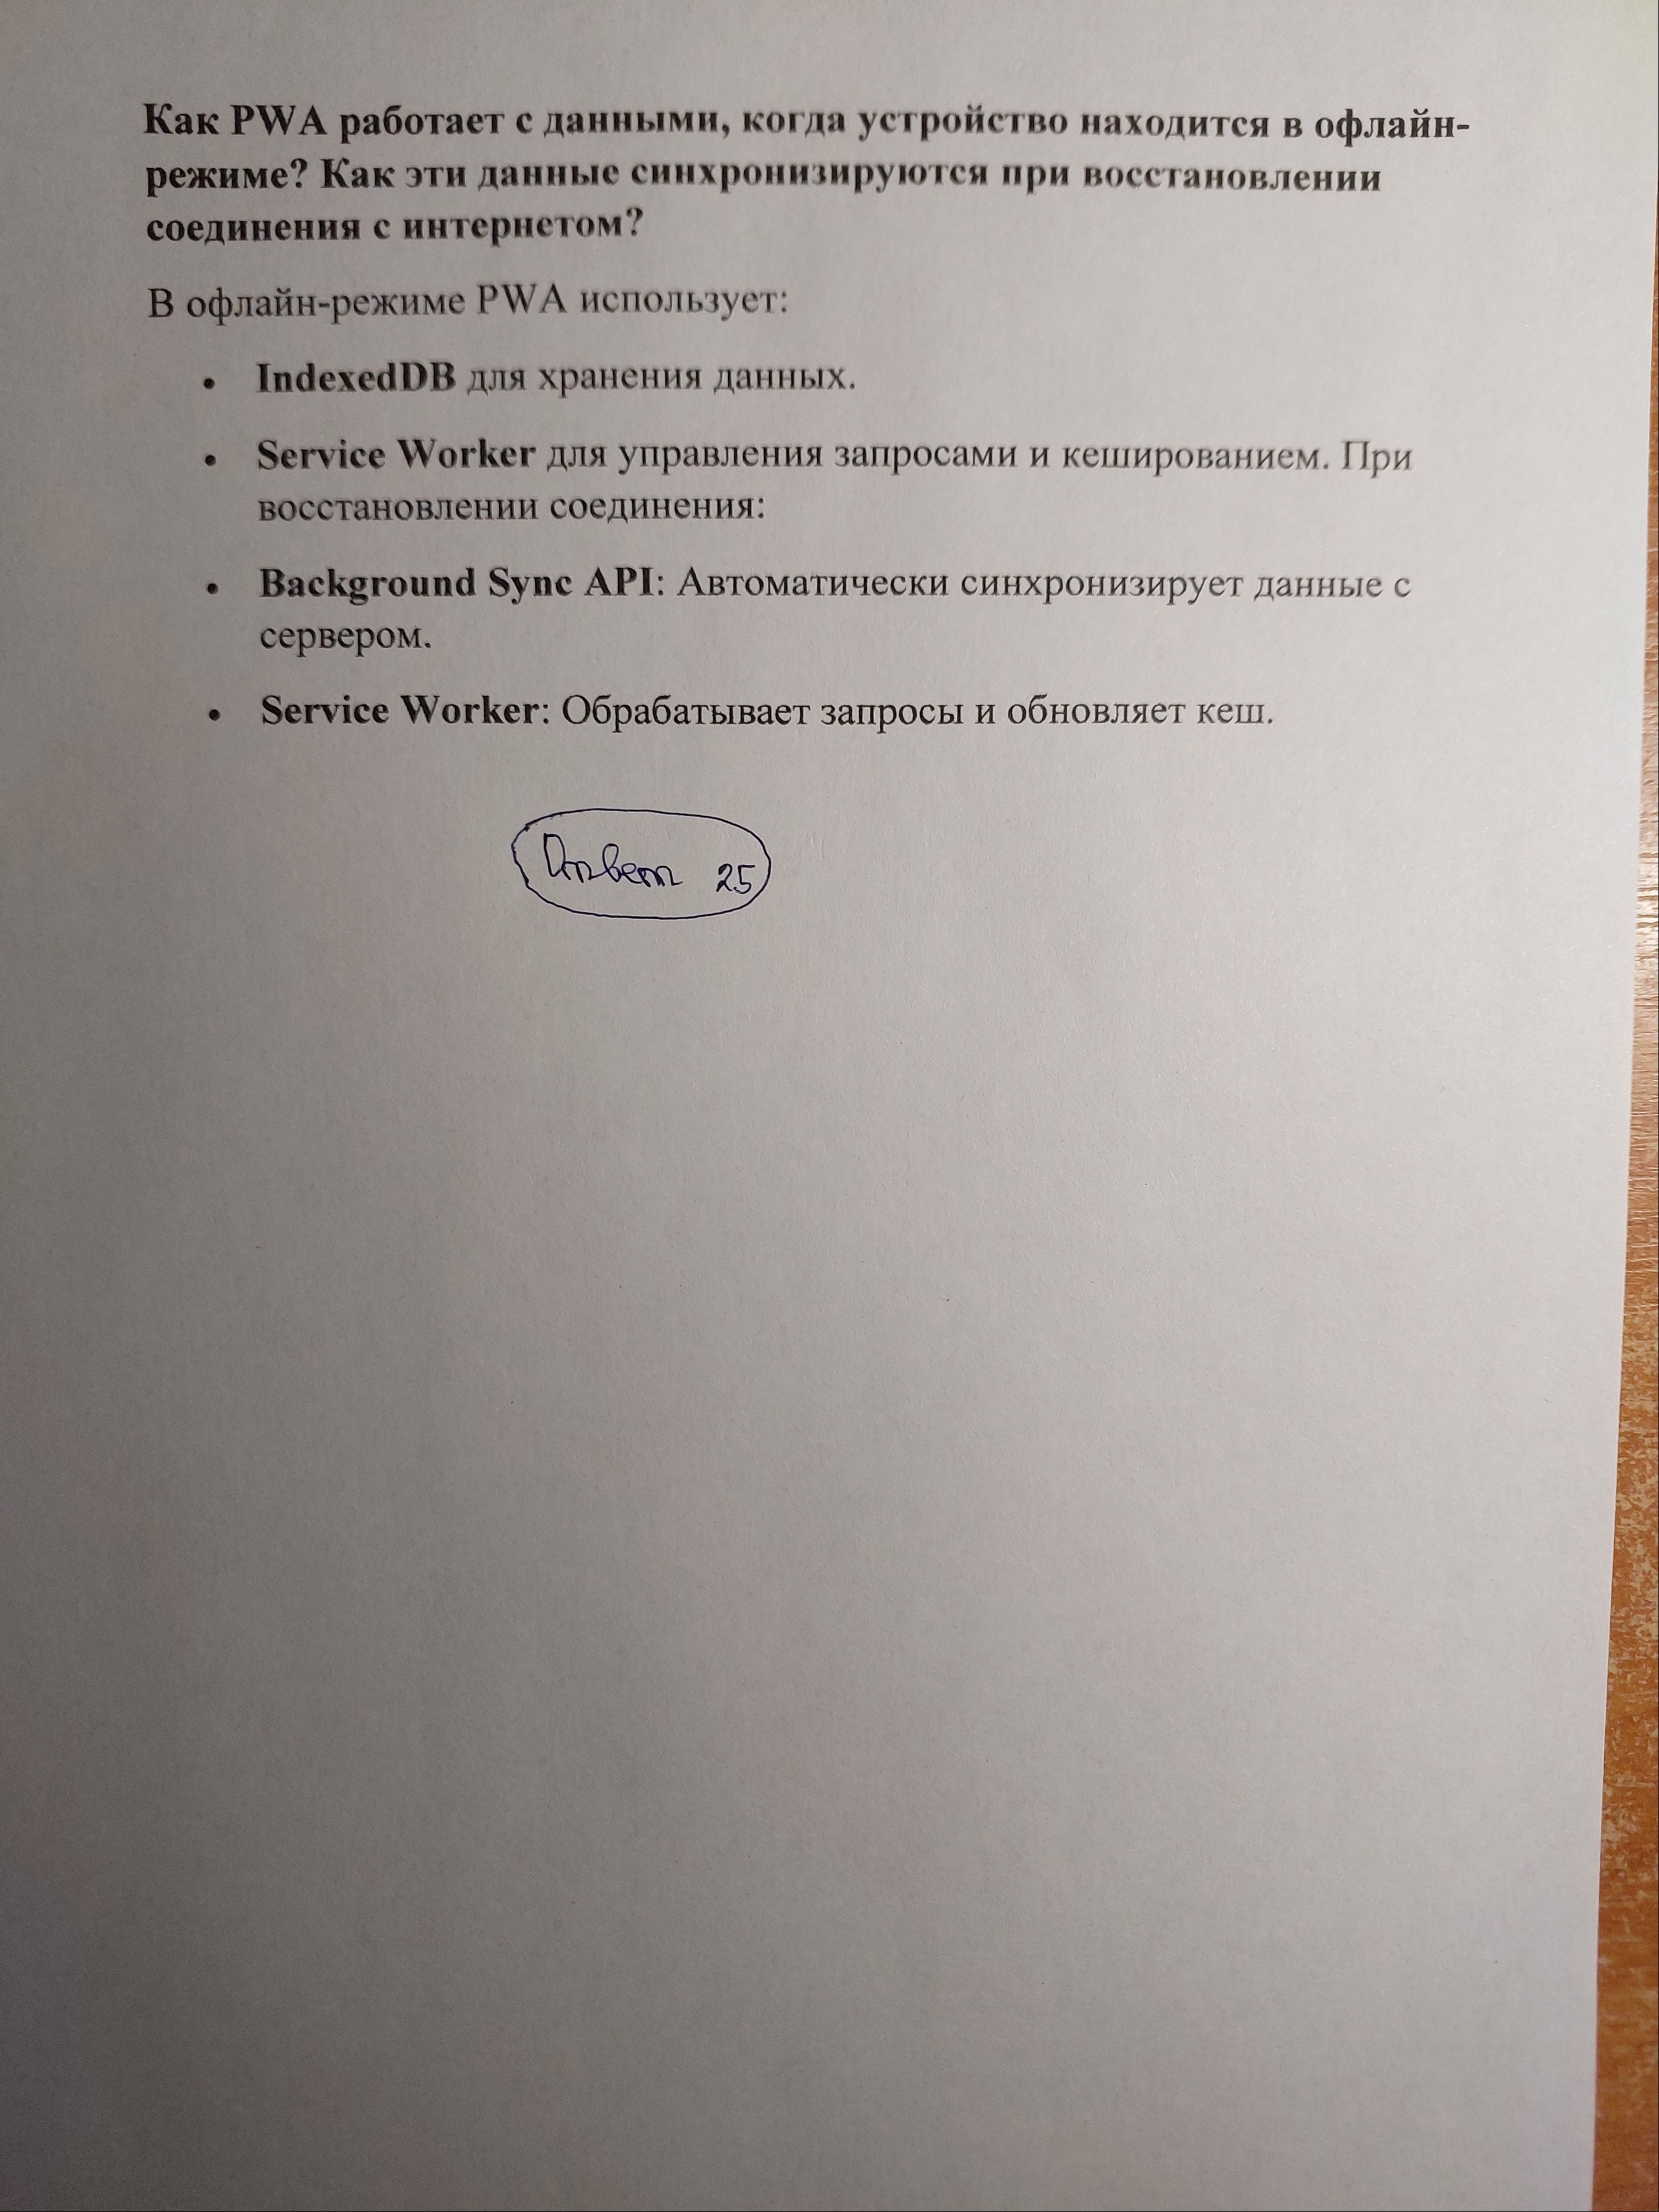 Как PWA работает с данными, когда устройство находится в офлайн-
режиме? Как эти данные синхронизируются при восстановлении
соединения с интернетом?
В офлайн-режиме PWA использует:
• IndexedDB для хранения данных.
• Service Worker для управления запросами и кешированием. При
восстановлении соединения:
• Background Sync API: Автоматически синхронизирует данные с
сервером.
• Service Worker: Обрабатывает запросы и обновляет кеш.
Ответ 25